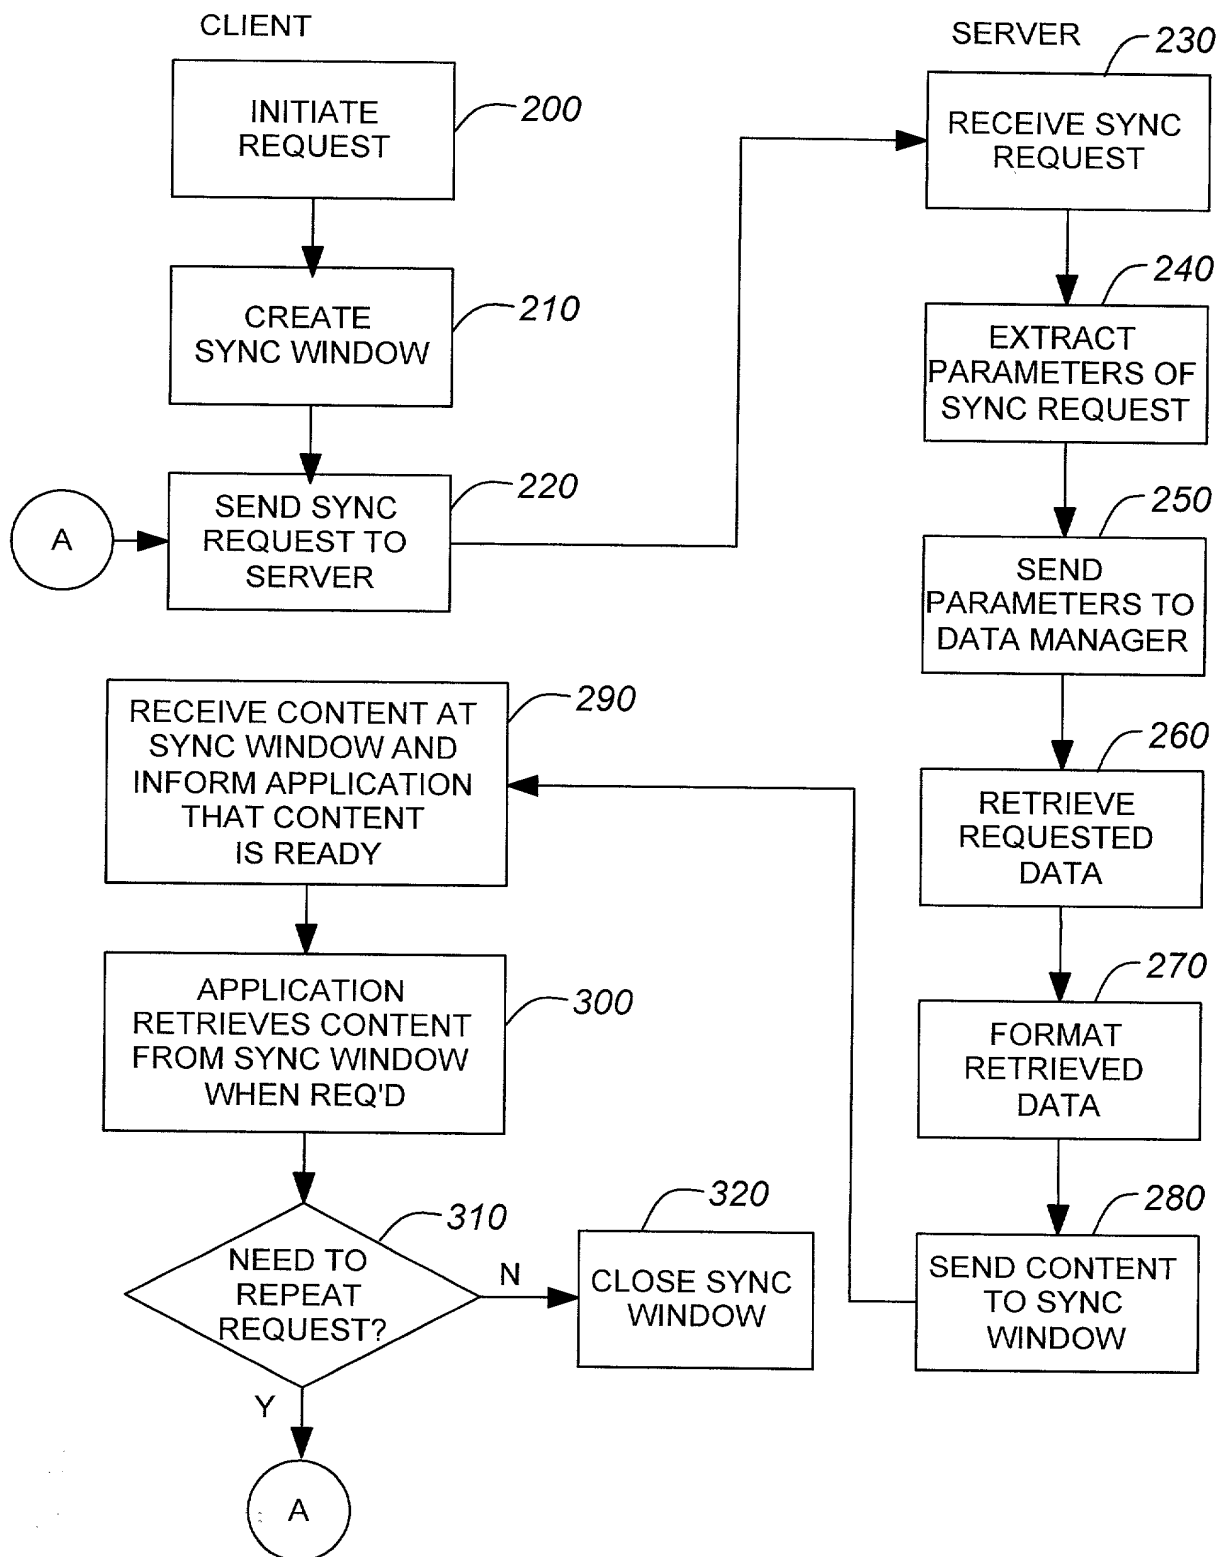 CLIENT
INITIATE
REQUEST
200
CREATE
SYNC WINDOW
210
A
SEND SYNC
REQUEST TO
SERVER
220
SERVER
230
RECEIVE SYNC
REQUEST
240
EXTRACT
PARAMETERS OF
SYNC REQUEST
250
SEND
PARAMETERS TO
DATA MANAGER
260
RETRIEVE
REQUESTED
DATA
270
FORMAT
RETRIEVED
DATA
280
SEND CONTENT
TO SYNC
WINDOW
290
RECEIVE CONTENT AT
SYNC WINDOW AND
INFORM APPLICATION
THAT CONTENT
IS READY
300
APPLICATION
RETRIEVES CONTENT
FROM SYNC WINDOW
WHEN REQ'D
310
NEED TO
REPEAT
REQUEST?
N
320
CLOSE SYNC
WINDOW
Y
A